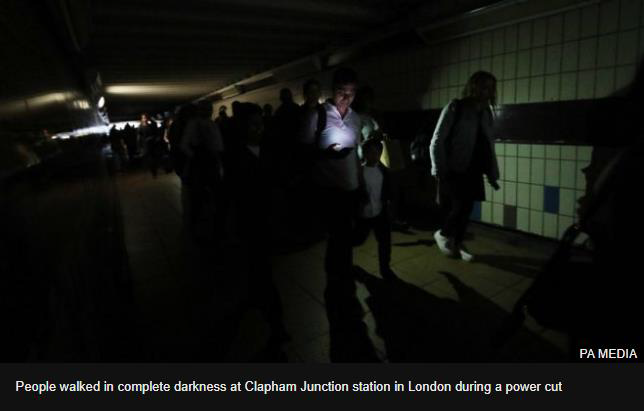 PA MEDIA
People walked in complete darkness at Clapham Junction station in London during a power cut